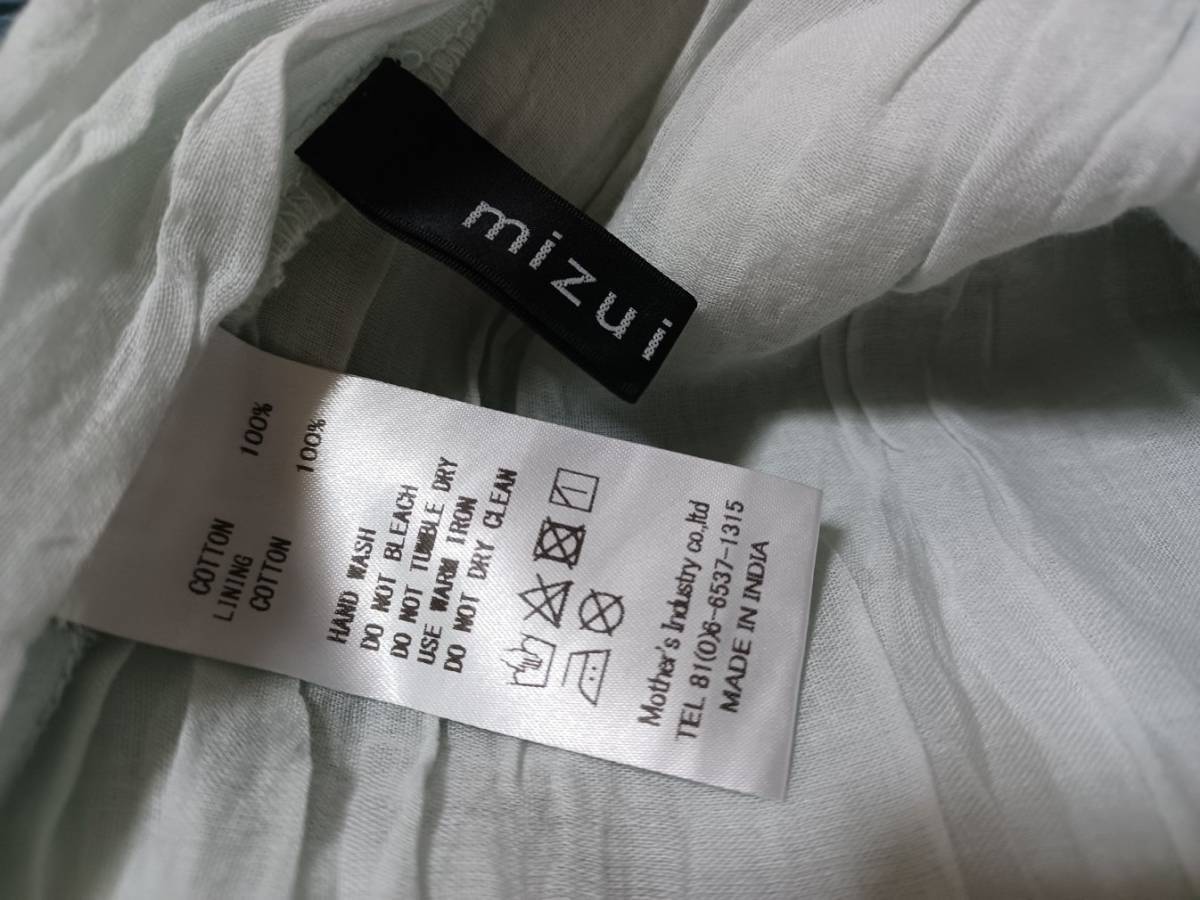 mizuiil
COTTON 100%
LINING
COTTON 100%
HAND WASH
DO NOT BLEACH
DO NOT TUMBLE DRY
USE WARM IRON
DO NOT DRY CLEAN
Mother's Industry co.,ltd
TEL 81(0)6-6537-1315
MADE IN INDIA